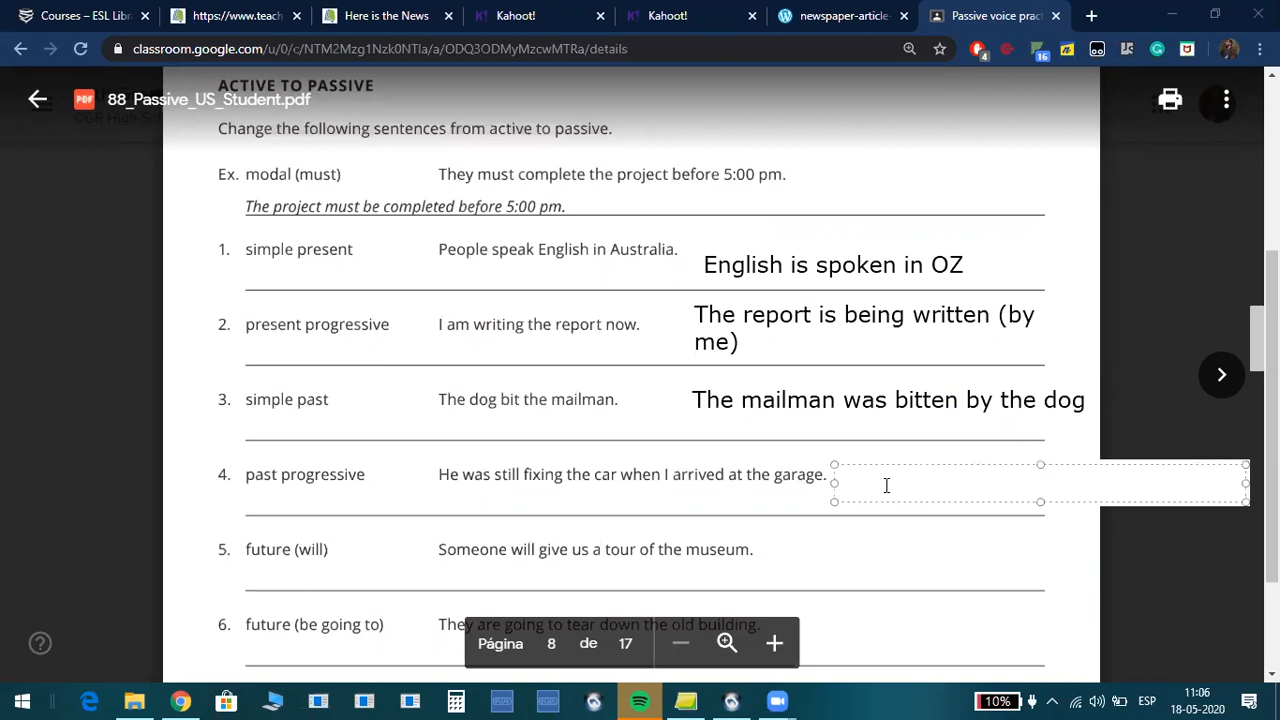 Courses – ESL Libr
https://www.teach
Here is the News
Kahoot!
Kahoot!
newspaper-article-
Passive voice pract
classroom.google.com/u/0/c/NTM2Mzg1Nzk0NTIa/a/ODQ3ODMyMzcwMTRa/details
4
16
ACTIVE TO PASSIVE
88_Passive_US_Student.pdf
Change the following sentences from active to passive.
Ex. modal (must) They must complete the project before 5:00 pm.
The project must be completed before 5:00 pm.
1. simple present People speak English in Australia.
English is spoken in OZ
2. present progressive I am writing the report now.
The report is being written (by
me)
3. simple past The dog bit the mailman.
The mailman was bitten by the dog
4. past progressive He was still fixing the car when I arrived at the garage.
5. future (will) Someone will give us a tour of the museum.
6. future (be going to) They are going to tear down the old building.
Página 8 de 17
10%
ESP
11:06
18-05-2020